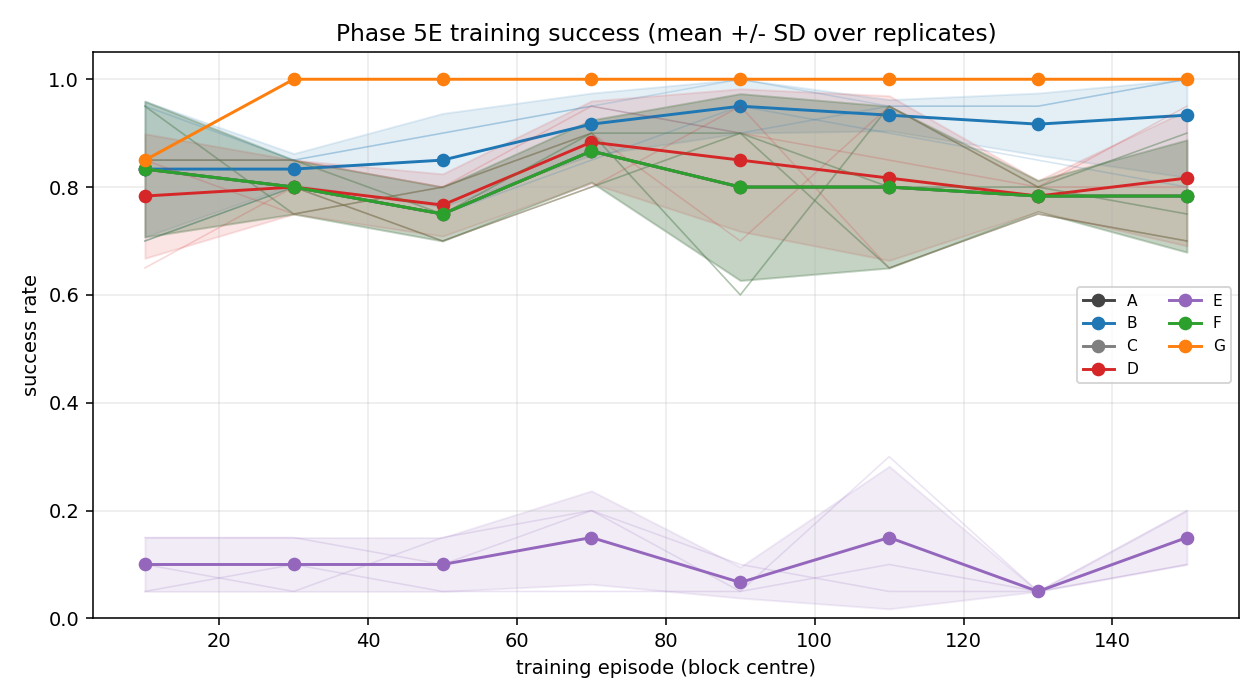 Phase 5E training success (mean +/- SD over replicates)
success rate
1.0
0.8
0.6
0.4
0.2
0.0
A
B
C
D
E
F
G
20 40 60 80 100 120 140
training episode (block centre)